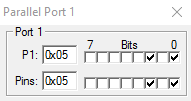 Parallel Port 1
Port 1
7 Bits 0
P1: 0x05
Pins: 0x05